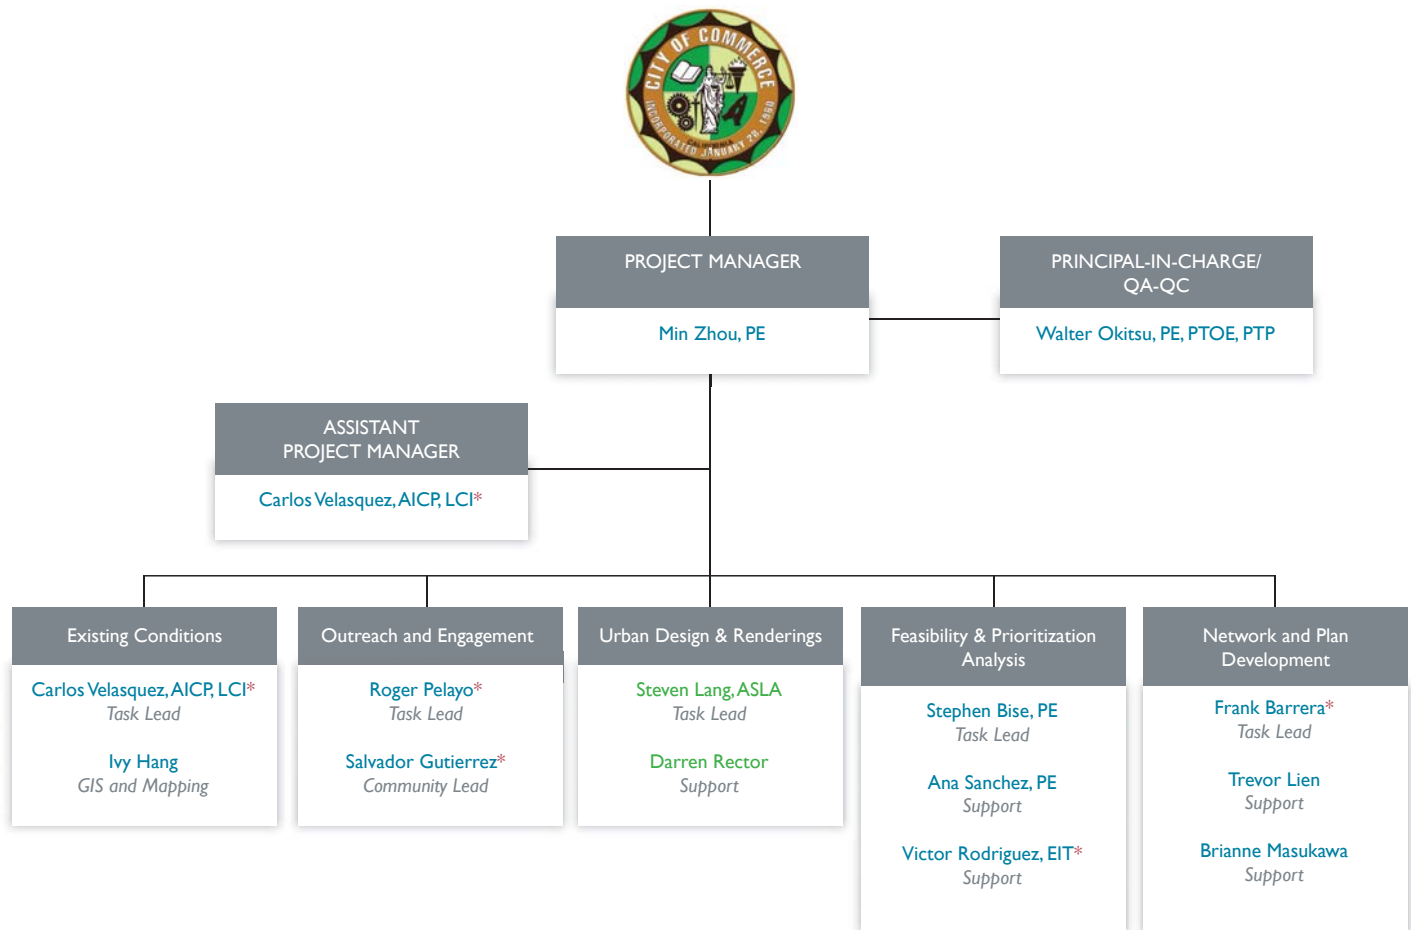 CITY OF COMMERCE
CALIFORNIA
INCORPORATED JANUARY 28, 1960
PROJECT MANAGER
Min Zhou, PE
PRINCIPAL-IN-CHARGE/
QA-QC
Walter Okitsu, PE, PTOE, PTP
ASSISTANT
PROJECT MANAGER
Carlos Velasquez, AICP, LCI*
Existing Conditions
Carlos Velasquez, AICP, LCI*
Task Lead
Ivy Hang
GIS and Mapping
Outreach and Engagement
Roger Pelayo*
Task Lead
Salvador Gutierrez*
Community Lead
Urban Design & Renderings
Steven Lang, ASLA
Task Lead
Darren Rector
Support
Feasibility & Prioritization
Analysis
Stephen Bise, PE
Task Lead
Ana Sanchez, PE
Support
Victor Rodriguez, EIT*
Support
Network and Plan
Development
Frank Barrera*
Task Lead
Trevor Lien
Support
Brianne Masukawa
Support